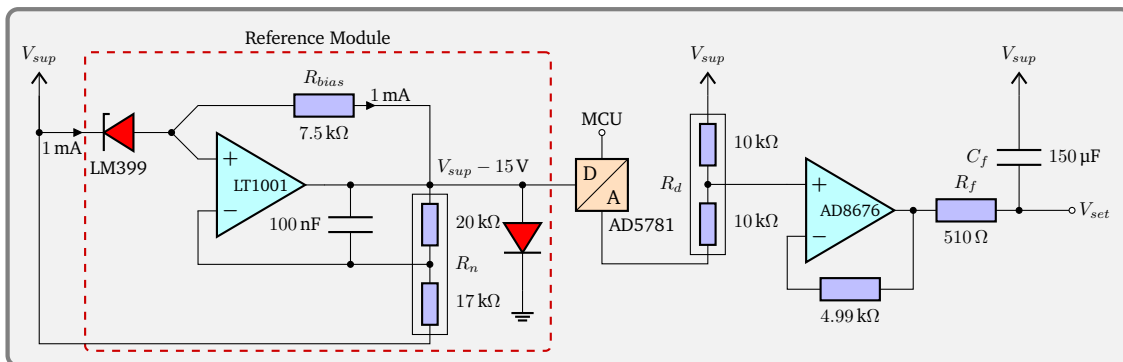 Reference Module
V_sup
V_sup
V_sup
R_bias
1 mA
7.5 kΩ
1 mA
LM399
MCU
+
LT1001
−
V_sup − 15 V
D
A
AD5781
10 kΩ
R_d
10 kΩ
+
AD8676
−
C_f
150 µF
R_f
510 Ω
V_set
100 nF
20 kΩ
R_n
17 kΩ
4.99 kΩ